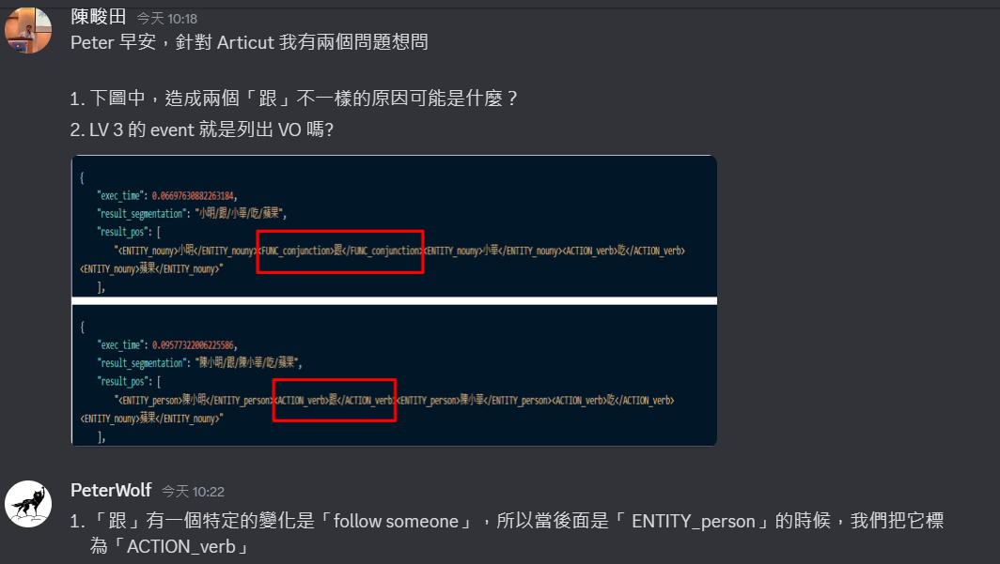 陳畯田 今天 10:18
Peter 早安，針對 Articut 我有兩個問題想問
1. 下圖中，造成兩個「跟」不一樣的原因可能是什麼？
2. LV 3 的 event 就是列出 VO 嗎?
{
"exec_time": 0.06697630882263184,
"result_segmentation": "小明/跟/小華/吃/蘋果",
"result_pos": [
"<ENTITY_nouny>小明</ENTITY_nouny><FUNC_conjunction>跟</FUNC_conjunction><ENTITY_nouny>小華</ENTITY_nouny><ACTION_verb>吃</ACTION_verb>
<ENTITY_nouny>蘋果</ENTITY_nouny>"
],
{
"exec_time": 0.09577322006225586,
"result_segmentation": "陳小明/跟/陳小華/吃/蘋果",
"result_pos": [
"<ENTITY_person>陳小明</ENTITY_person><ACTION_verb>跟</ACTION_verb><ENTITY_person>陳小華</ENTITY_person><ACTION_verb>吃</ACTION_verb>
<ENTITY_nouny>蘋果</ENTITY_nouny>"
],
PeterWolf 今天 10:22
1. 「跟」有一個特定的變化是「follow someone」，所以當後面是「 ENTITY_person」的時候，我們把它標
為「ACTION_verb」